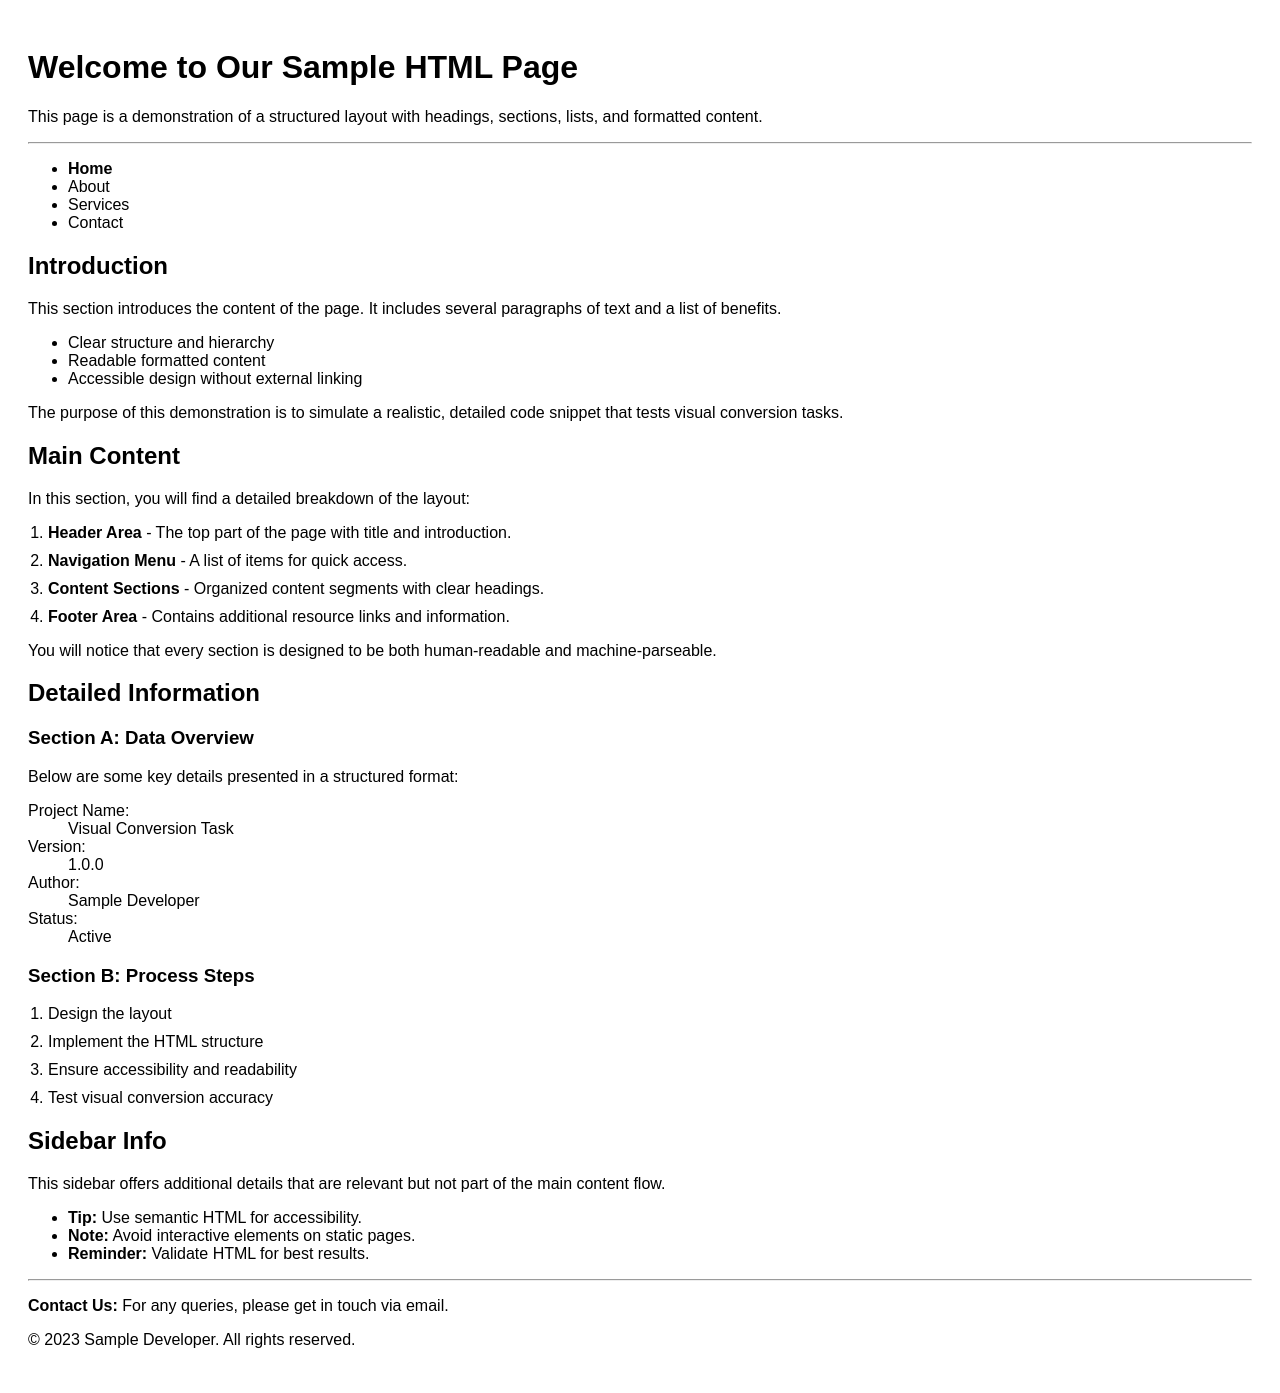 Welcome to Our Sample HTML Page
This page is a demonstration of a structured layout with headings, sections, lists, and formatted content.
• Home
• About
• Services
• Contact
Introduction
This section introduces the content of the page. It includes several paragraphs of text and a list of benefits.
• Clear structure and hierarchy
• Readable formatted content
• Accessible design without external linking
The purpose of this demonstration is to simulate a realistic, detailed code snippet that tests visual conversion tasks.
Main Content
In this section, you will find a detailed breakdown of the layout:
1. Header Area - The top part of the page with title and introduction.
2. Navigation Menu - A list of items for quick access.
3. Content Sections - Organized content segments with clear headings.
4. Footer Area - Contains additional resource links and information.
You will notice that every section is designed to be both human-readable and machine-parseable.
Detailed Information
Section A: Data Overview
Below are some key details presented in a structured format:
Project Name:
Visual Conversion Task
Version:
1.0.0
Author:
Sample Developer
Status:
Active
Section B: Process Steps
1. Design the layout
2. Implement the HTML structure
3. Ensure accessibility and readability
4. Test visual conversion accuracy
Sidebar Info
This sidebar offers additional details that are relevant but not part of the main content flow.
• Tip: Use semantic HTML for accessibility.
• Note: Avoid interactive elements on static pages.
• Reminder: Validate HTML for best results.
Contact Us: For any queries, please get in touch via email.
© 2023 Sample Developer. All rights reserved.